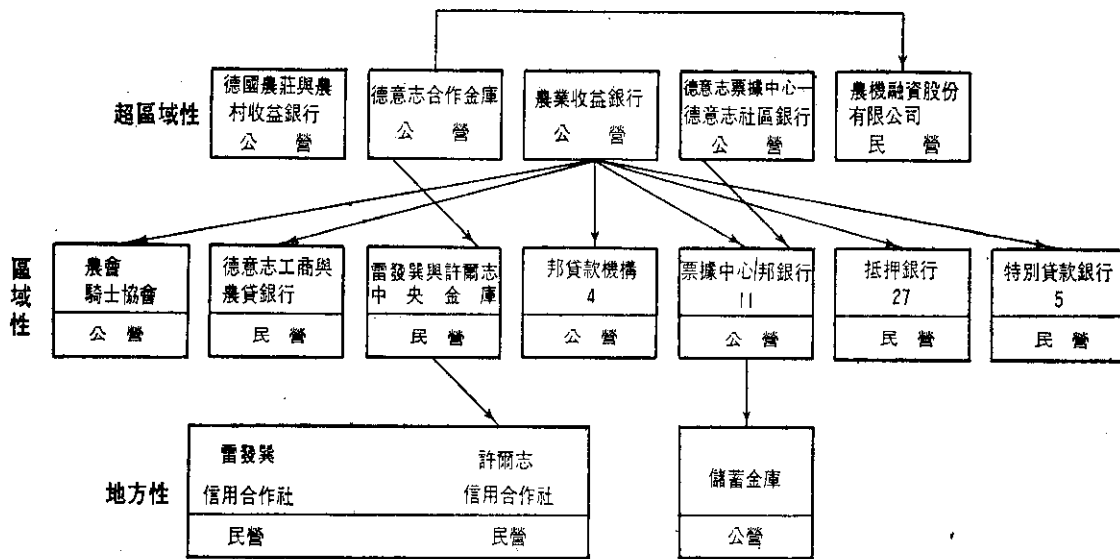 超區域性
德國農莊與農
村收益銀行
公營
德意志合作金庫
公營
農業收益銀行
公營
德意志票據中心—
德意志社區銀行
公營
農機融資股份
有限公司
民營
區域性
農會
騎士協會
公營
德意志工商與
農貸銀行
民營
雷發巽與許爾志
中央金庫
民營
邦貸款機構
4
公營
票據中心/邦銀行
11
公營
抵押銀行
27
民營
特別貸款銀行
5
民營
地方性
雷發巽
信用合作社
民營
許爾志
信用合作社
民營
儲蓄金庫
公營